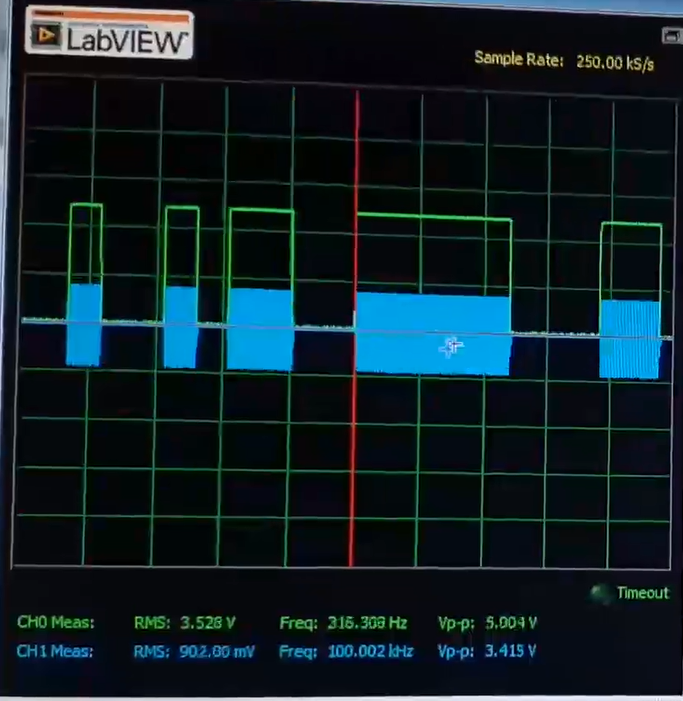 LabVIEW™
Sample Rate: 250.00 kS/s
Timeout
CH0 Meas: RMS: 3.528 V Freq: 316.309 Hz Vp-p: 5.004 V
CH1 Meas: RMS: 902.00 mV Freq: 100.002 kHz Vp-p: 3.415 V